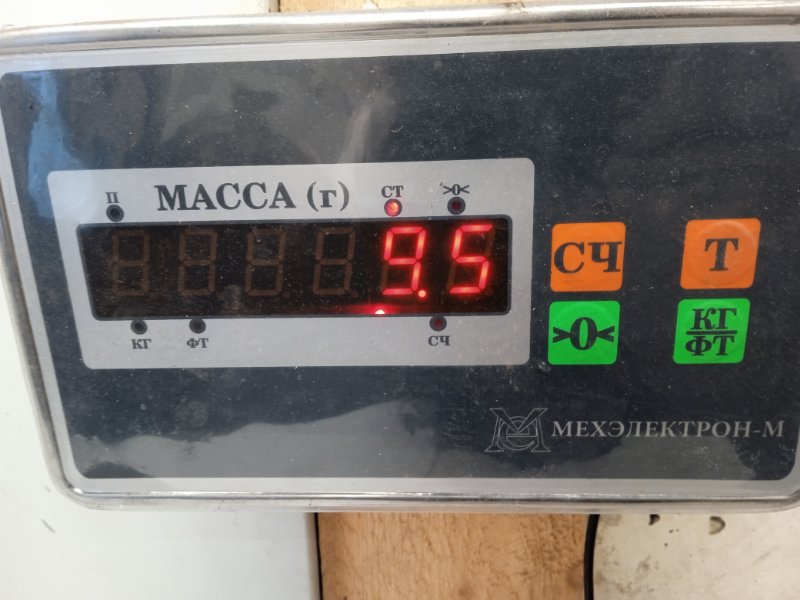 П МАССА (г) СТ >0<
9.5
КГ ФТ СЧ
СЧ Т
>0< КГ/ФТ
МЕХЭЛЕКТРОН-М